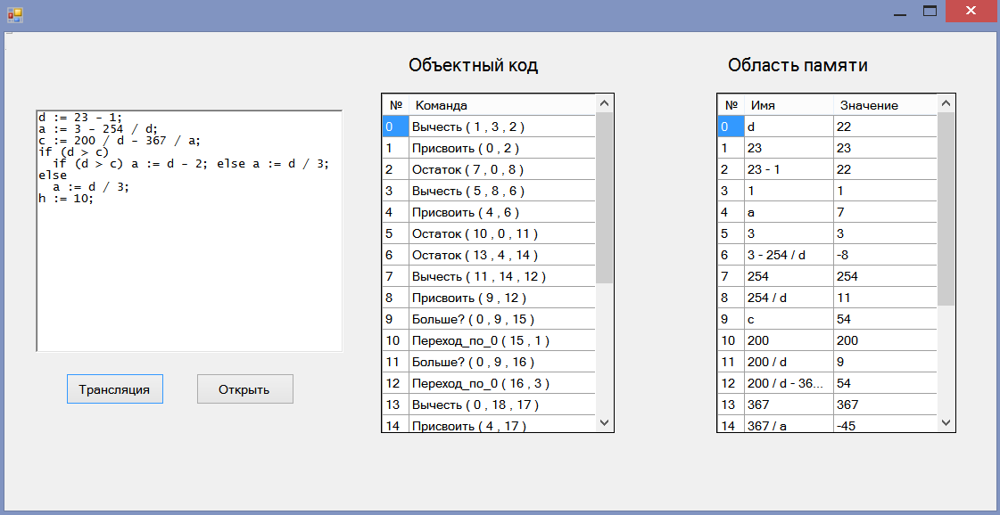 Объектный код
Область памяти
d := 23 - 1;
a := 3 - 254 / d;
c := 200 / d - 367 / a;
if (d > c)
if (d > c) a := d - 2; else a := d / 3;
else
a := d / 3;
h := 10;
Трансляция
Открыть
№ Команда
0 Вычесть ( 1 , 3 , 2 )
1 Присвоить ( 0 , 2 )
2 Остаток ( 7 , 0 , 8 )
3 Вычесть ( 5 , 8 , 6 )
4 Присвоить ( 4 , 6 )
5 Остаток ( 10 , 0 , 11 )
6 Остаток ( 13 , 4 , 14 )
7 Вычесть ( 11 , 14 , 12 )
8 Присвоить ( 9 , 12 )
9 Больше? ( 0 , 9 , 15 )
10 Переход_по_0 ( 15 , 1 )
11 Больше? ( 0 , 9 , 16 )
12 Переход_по_0 ( 16 , 3 )
13 Вычесть ( 0 , 18 , 17 )
14 Присвоить ( 4 , 17 )
№ Имя Значение
0 d 22
1 23 23
2 23 - 1 22
3 1 1
4 a 7
5 3 3
6 3 - 254 / d -8
7 254 254
8 254 / d 11
9 c 54
10 200 200
11 200 / d 9
12 200 / d - 36... 54
13 367 367
14 367 / a -45